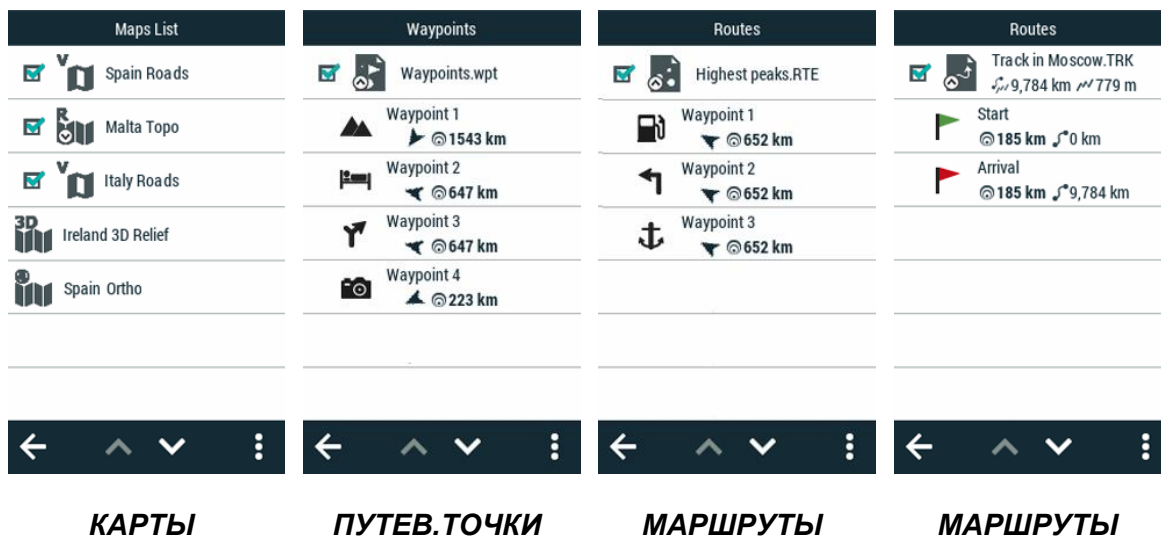 Maps List
V
Spain Roads
R
Malta Topo
V
Italy Roads
3D
Ireland 3D Relief
Spain Ortho
Waypoints
Waypoints.wpt
Waypoint 1
1543 km
Waypoint 2
647 km
Waypoint 3
647 km
Waypoint 4
223 km
Routes
Highest peaks.RTE
Waypoint 1
652 km
Waypoint 2
652 km
Waypoint 3
652 km
Routes
Track in Moscow.TRK
9,784 km 779 m
Start
185 km 0 km
Arrival
185 km 9,784 km
КАРТЫ
ПУТЕВ.ТОЧКИ
МАРШРУТЫ
МАРШРУТЫ